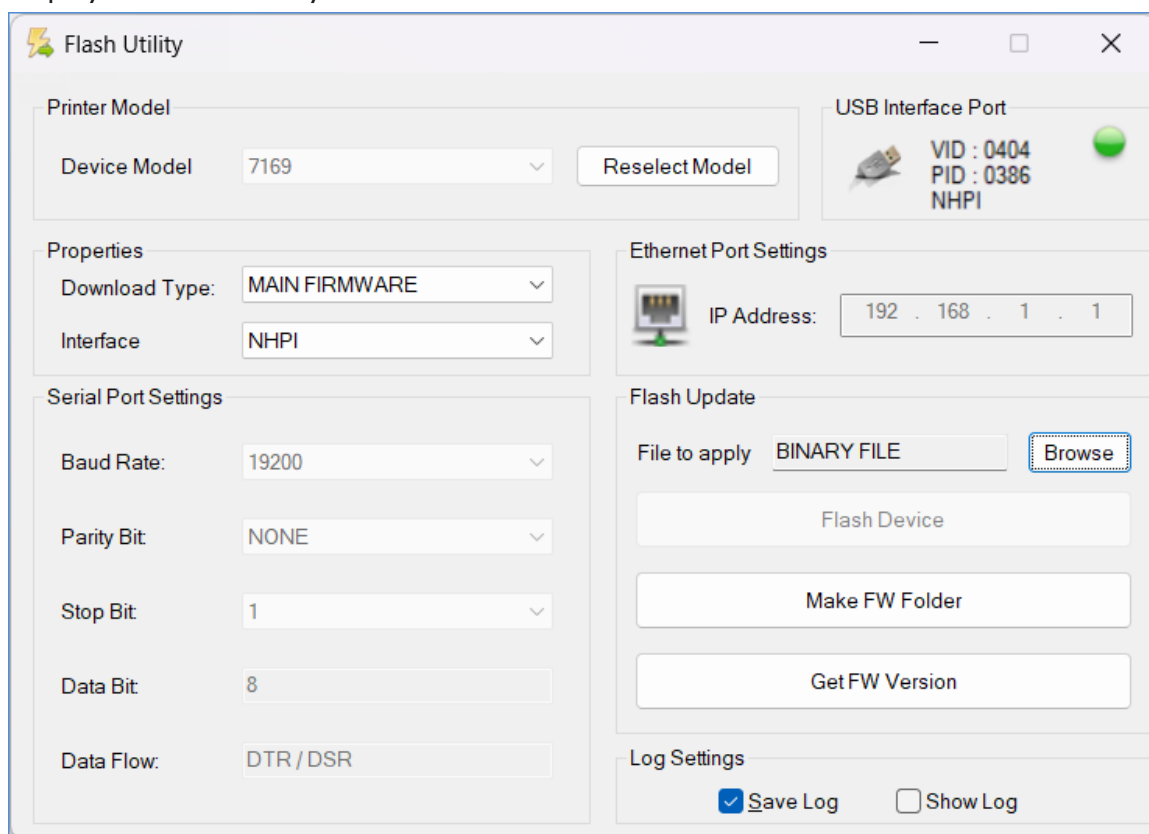 Flash Utility
Printer Model
Device Model 7169 Reselect Model
USB Interface Port
VID : 0404
PID : 0386
NHPI
Properties
Download Type: MAIN FIRMWARE
Interface NHPI
Ethernet Port Settings
IP Address: 192 . 168 . 1 . 1
Serial Port Settings
Baud Rate: 19200
Parity Bit: NONE
Stop Bit: 1
Data Bit: 8
Data Flow: DTR / DSR
Flash Update
File to apply BINARY FILE Browse
Flash Device
Make FW Folder
Get FW Version
Log Settings
Save Log Show Log